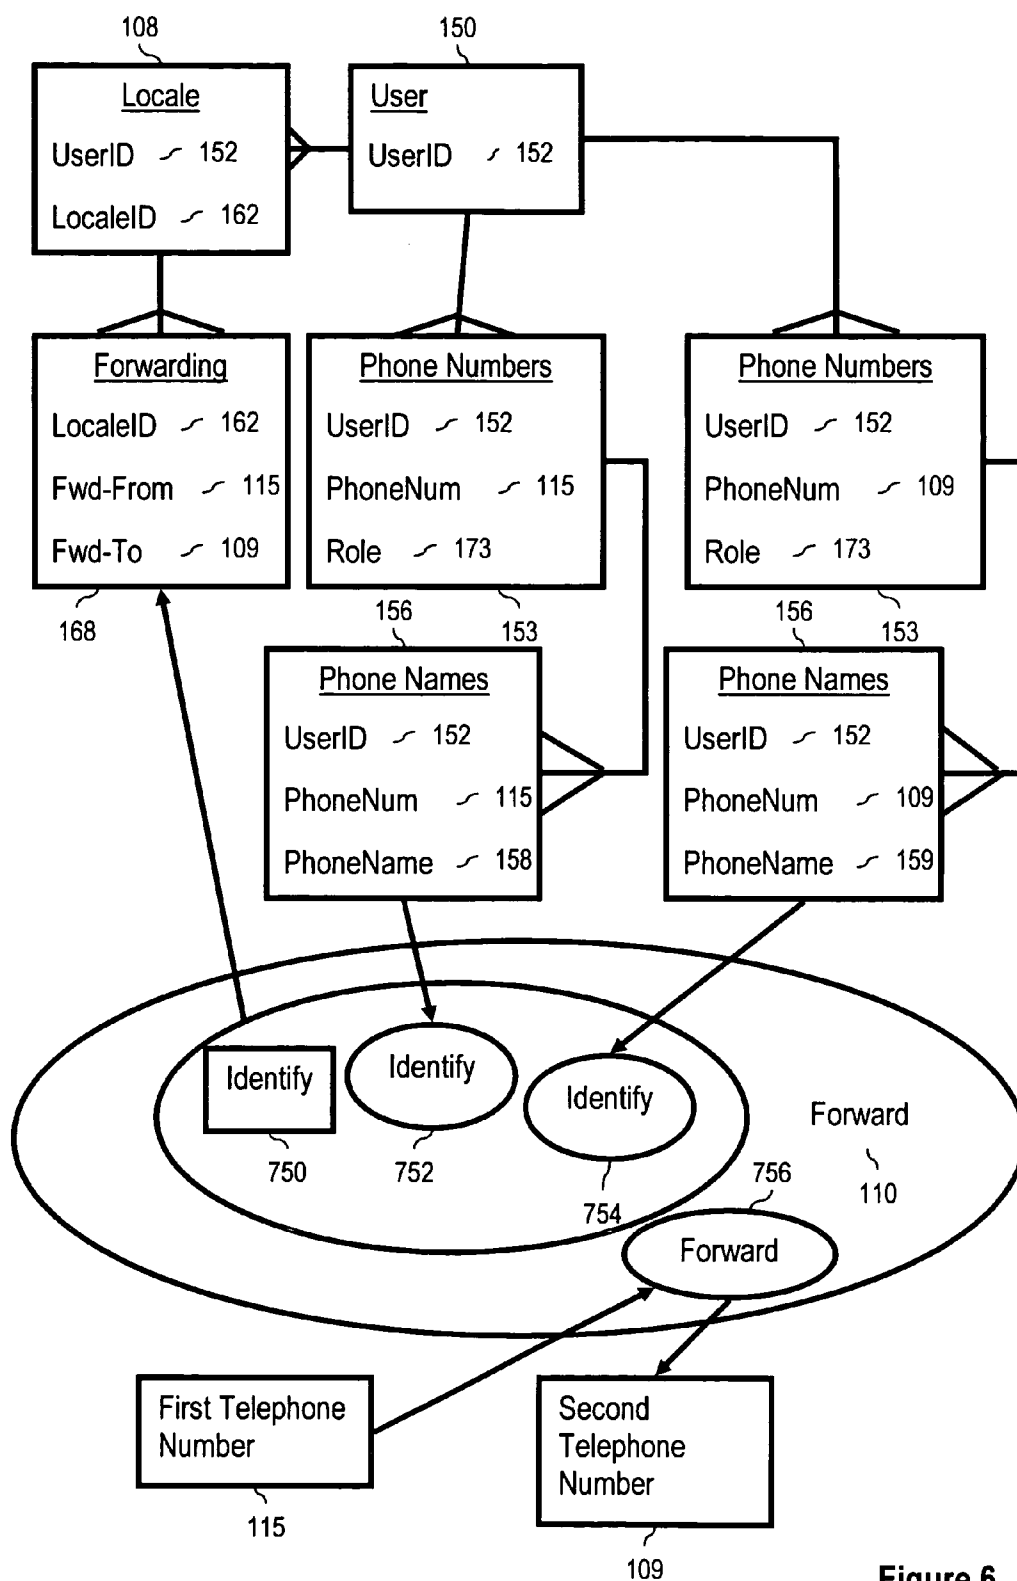 108
150
Locale
UserID 152
LocaleID 162
User
UserID 152
Forwarding
LocaleID 162
Fwd-From 115
Fwd-To 109
168
Phone Numbers
UserID 152
PhoneNum 115
Role 173
153
Phone Numbers
UserID 152
PhoneNum 109
Role 173
153
156
Phone Names
UserID 152
PhoneNum 115
PhoneName 158
156
Phone Names
UserID 152
PhoneNum 109
PhoneName 159
Identify
750
Identify
752
Identify
754
Forward
110
756
Forward
First Telephone
Number
115
Second
Telephone
Number
109
Figure 6